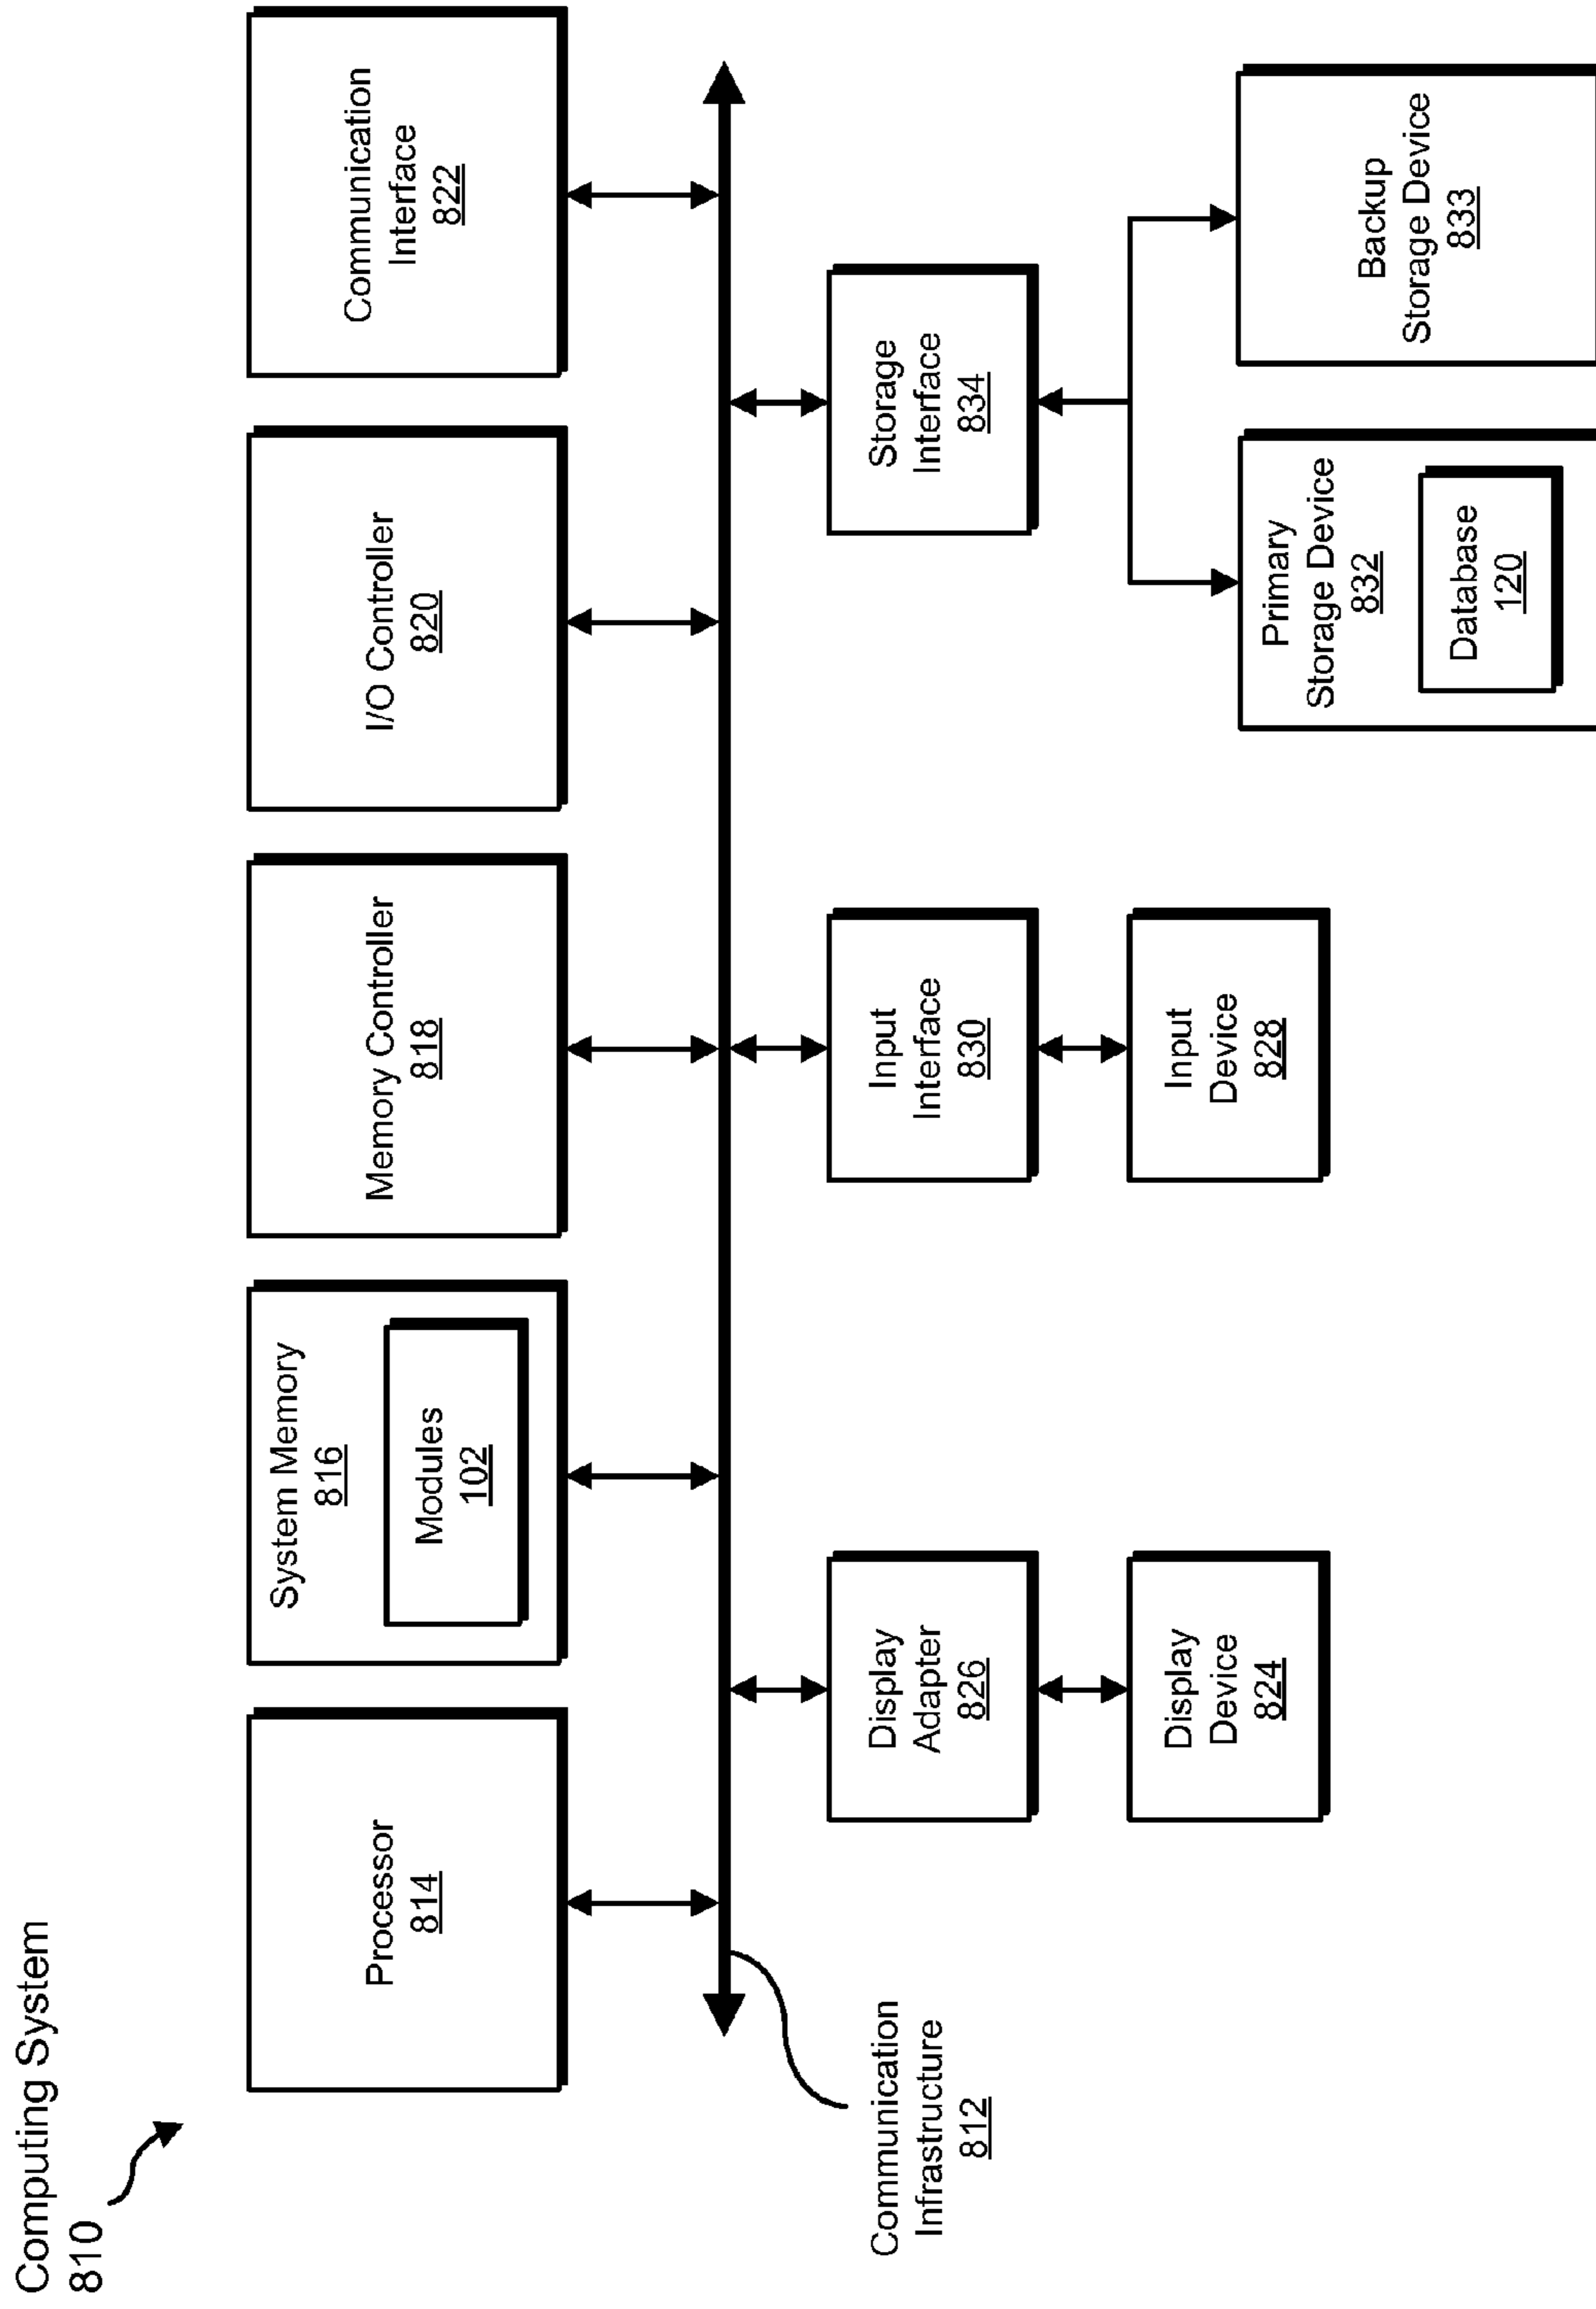 Computing System
810
Processor
814
System Memory
816
Modules
102
Memory Controller
818
I/O Controller
820
Communication
Interface
822
Communication
Infrastructure
812
Display
Adapter
826
Input
Interface
830
Storage
Interface
834
Display
Device
824
Input
Device
828
Primary
Storage Device
832
Database
120
Backup
Storage Device
833